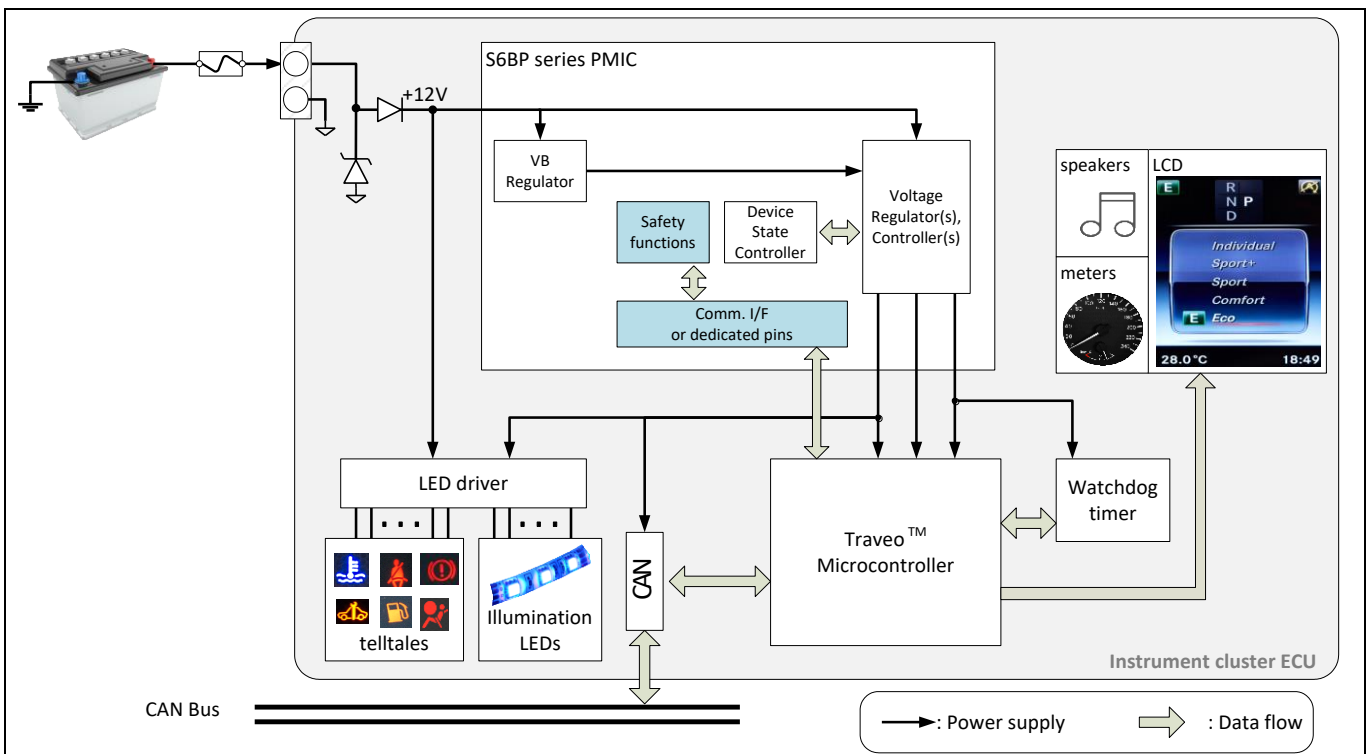 S6BP series PMIC
+12V
VB
Regulator
Voltage
Regulator(s),
Controller(s)
Safety
functions
Device
State
Controller
Comm. I/F
or dedicated pins
speakers
LCD
E
R
N P
D
Individual
Sport+
Sport
Comfort
E Eco
28.0°C 18:49
meters
LED driver
telltales
Illumination
LEDs
CAN
Traveo™
Microcontroller
Watchdog
timer
Instrument cluster ECU
CAN Bus
: Power supply
: Data flow